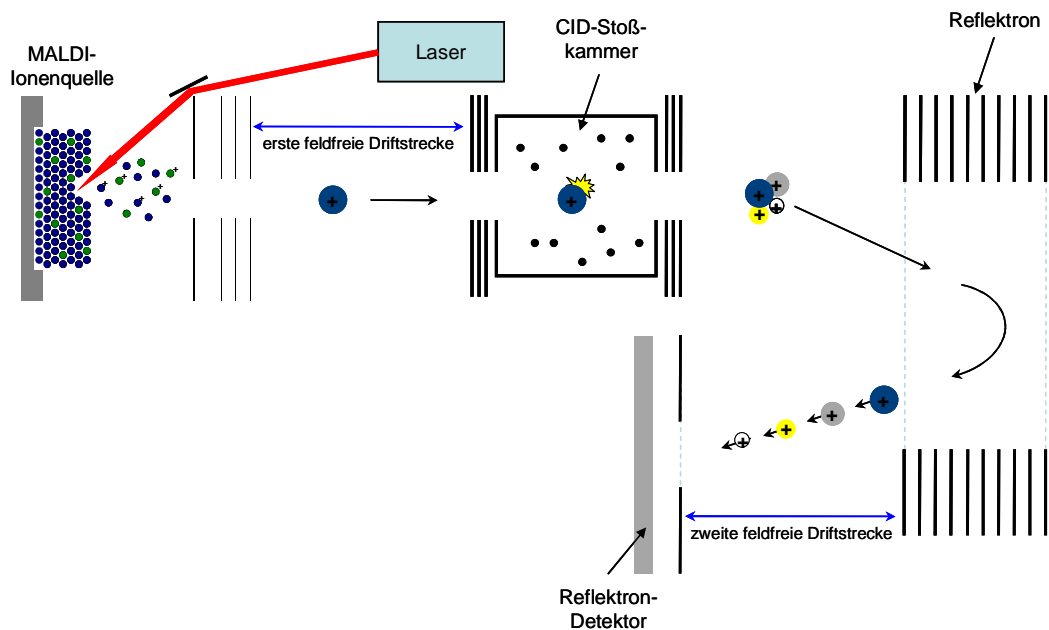 MALDI-
Ionenquelle
Laser
CID-Stoß-
kammer
Reflektron
erste feldfreie Driftstrecke
zweite feldfreie Driftstrecke
Reflektron-
Detektor